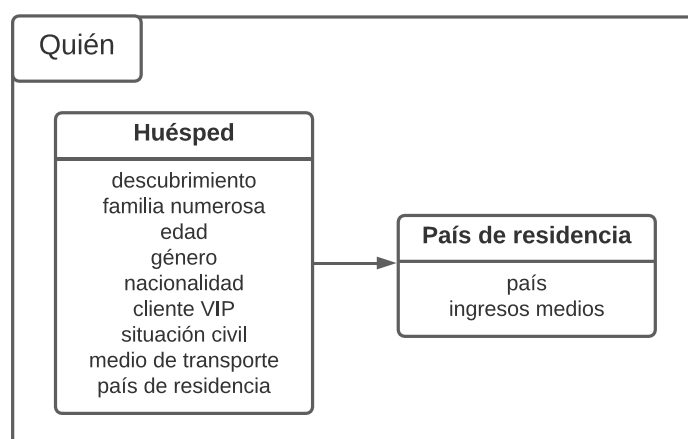 Quién
Huésped
descubrimiento
familia numerosa
edad
género
nacionalidad
cliente VIP
situación civil
medio de transporte
país de residencia
País de residencia
país
ingresos medios